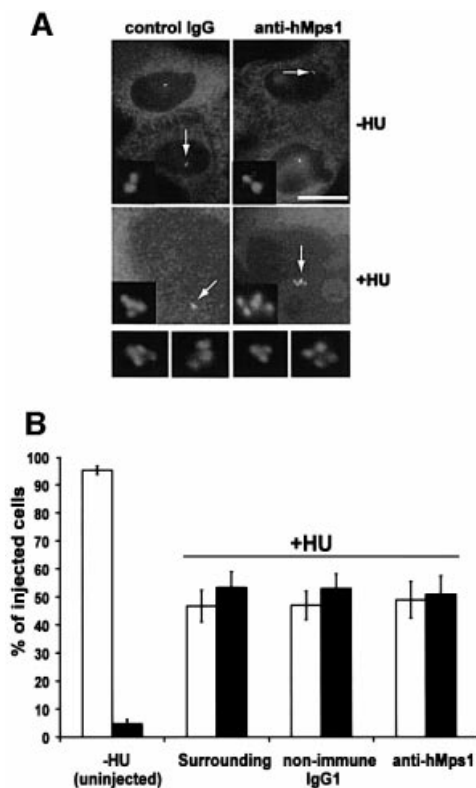 A
control IgG anti-hMps1
-HU
+HU
B
% of injected cells
100
90
80
70
60
50
40
30
20
10
0
+HU
-HU (uninjected) Surrounding non-immune IgG1 anti-hMps1